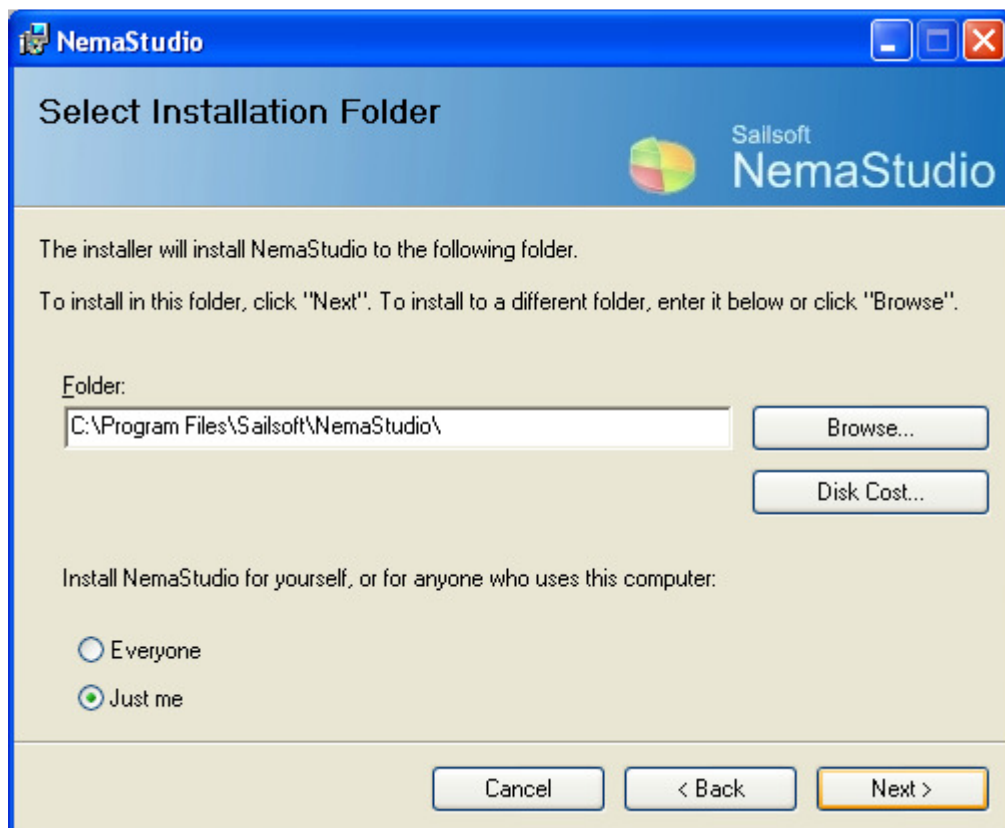 NemaStudio
Select Installation Folder
Sailsoft
NemaStudio
The installer will install NemaStudio to the following folder.
To install in this folder, click "Next". To install to a different folder, enter it below or click "Browse".
Folder:
C:\Program Files\Sailsoft\NemaStudio\
Browse...
Disk Cost...
Install NemaStudio for yourself, or for anyone who uses this computer:
Everyone
Just me
Cancel
< Back
Next >